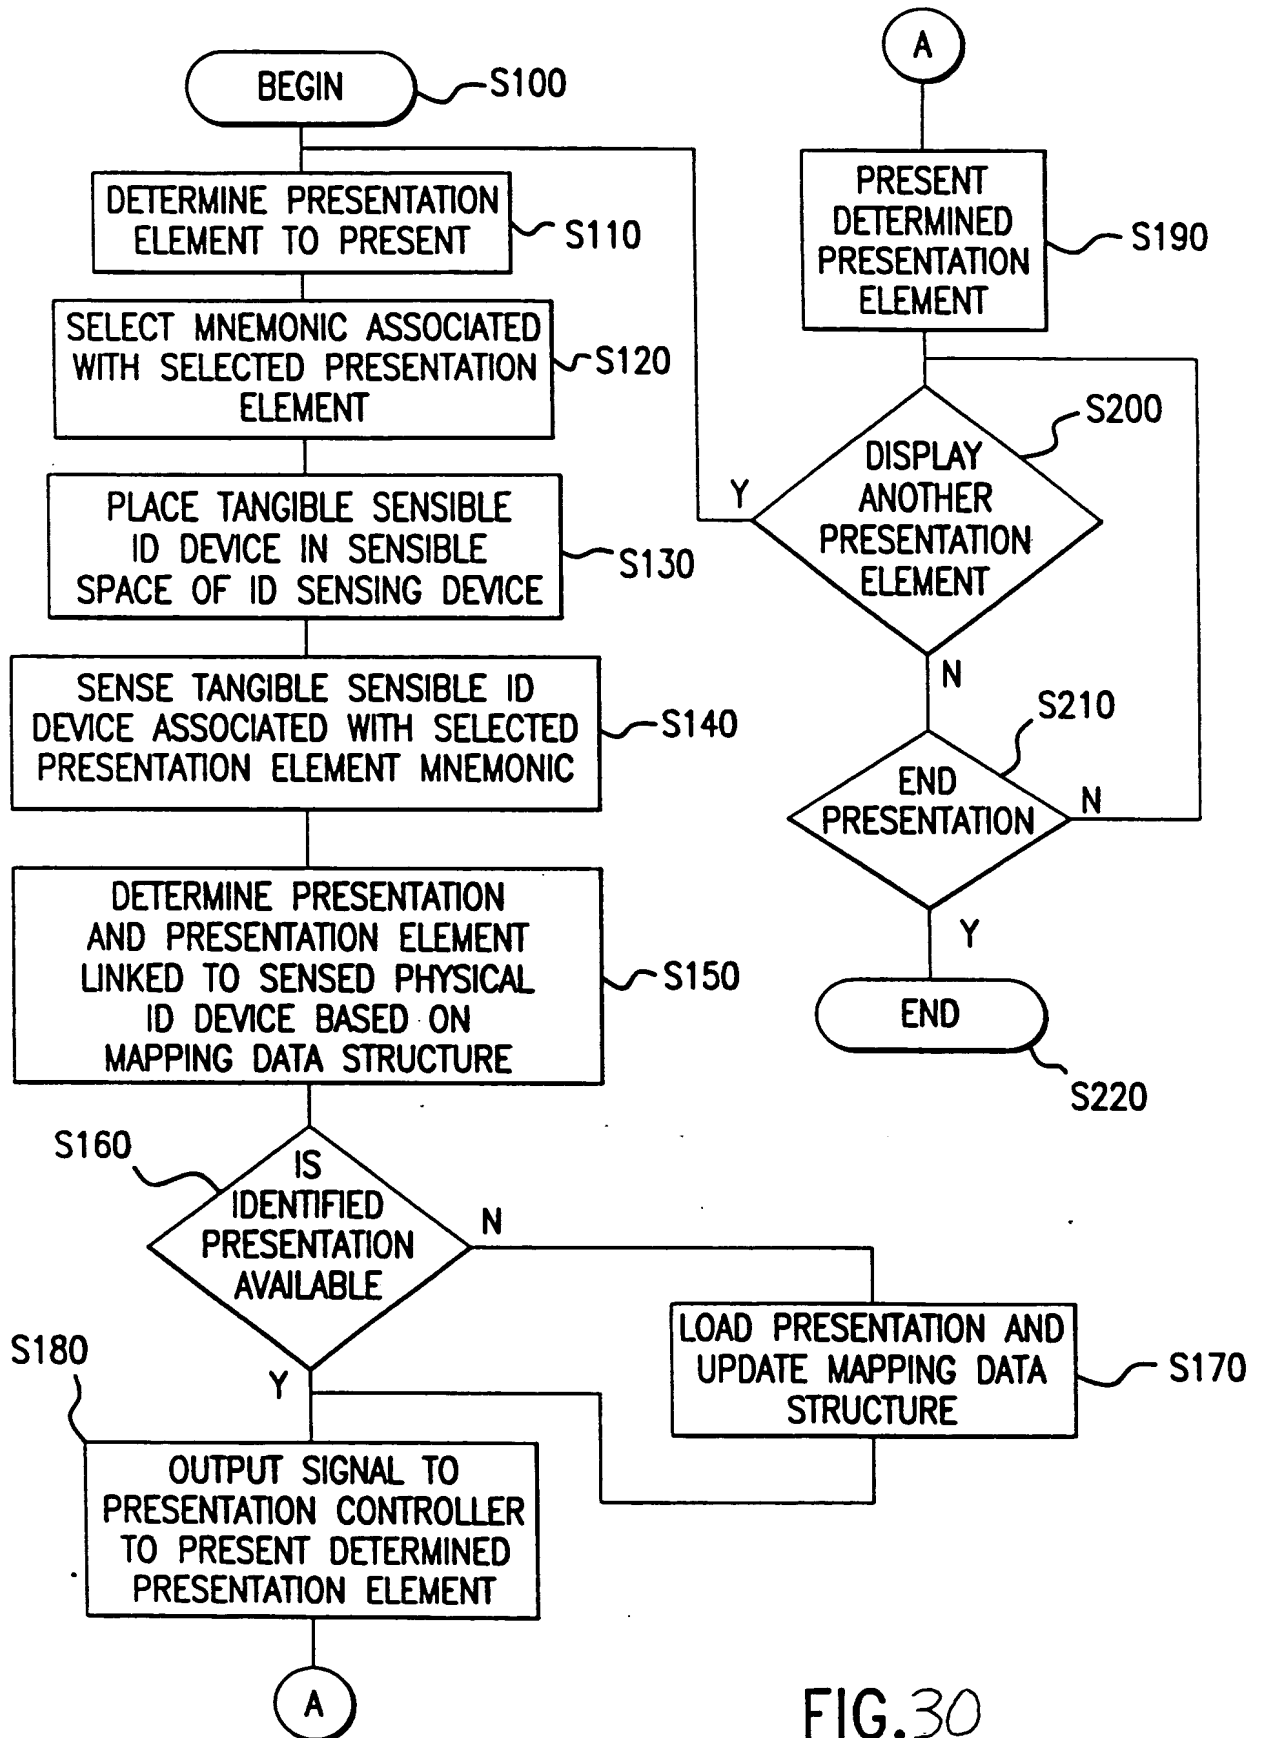 BEGIN
S100
DETERMINE PRESENTATION
ELEMENT TO PRESENT
S110
SELECT MNEMONIC ASSOCIATED
WITH SELECTED PRESENTATION
ELEMENT
S120
PLACE TANGIBLE SENSIBLE
ID DEVICE IN SENSIBLE
SPACE OF ID SENSING DEVICE
S130
SENSE TANGIBLE SENSIBLE ID
DEVICE ASSOCIATED WITH SELECTED
PRESENTATION ELEMENT MNEMONIC
S140
DETERMINE PRESENTATION
AND PRESENTATION ELEMENT
LINKED TO SENSED PHYSICAL
ID DEVICE BASED ON
MAPPING DATA STRUCTURE
S150
S160
IS
IDENTIFIED
PRESENTATION
AVAILABLE
N
Y
LOAD PRESENTATION AND
UPDATE MAPPING DATA
STRUCTURE
S170
S180
OUTPUT SIGNAL TO
PRESENTATION CONTROLLER
TO PRESENT DETERMINED
PRESENTATION ELEMENT
A
A
PRESENT
DETERMINED
PRESENTATION
ELEMENT
S190
S200
DISPLAY
ANOTHER
PRESENTATION
ELEMENT
Y
N
S210
END
PRESENTATION
N
Y
END
S220
FIG.30